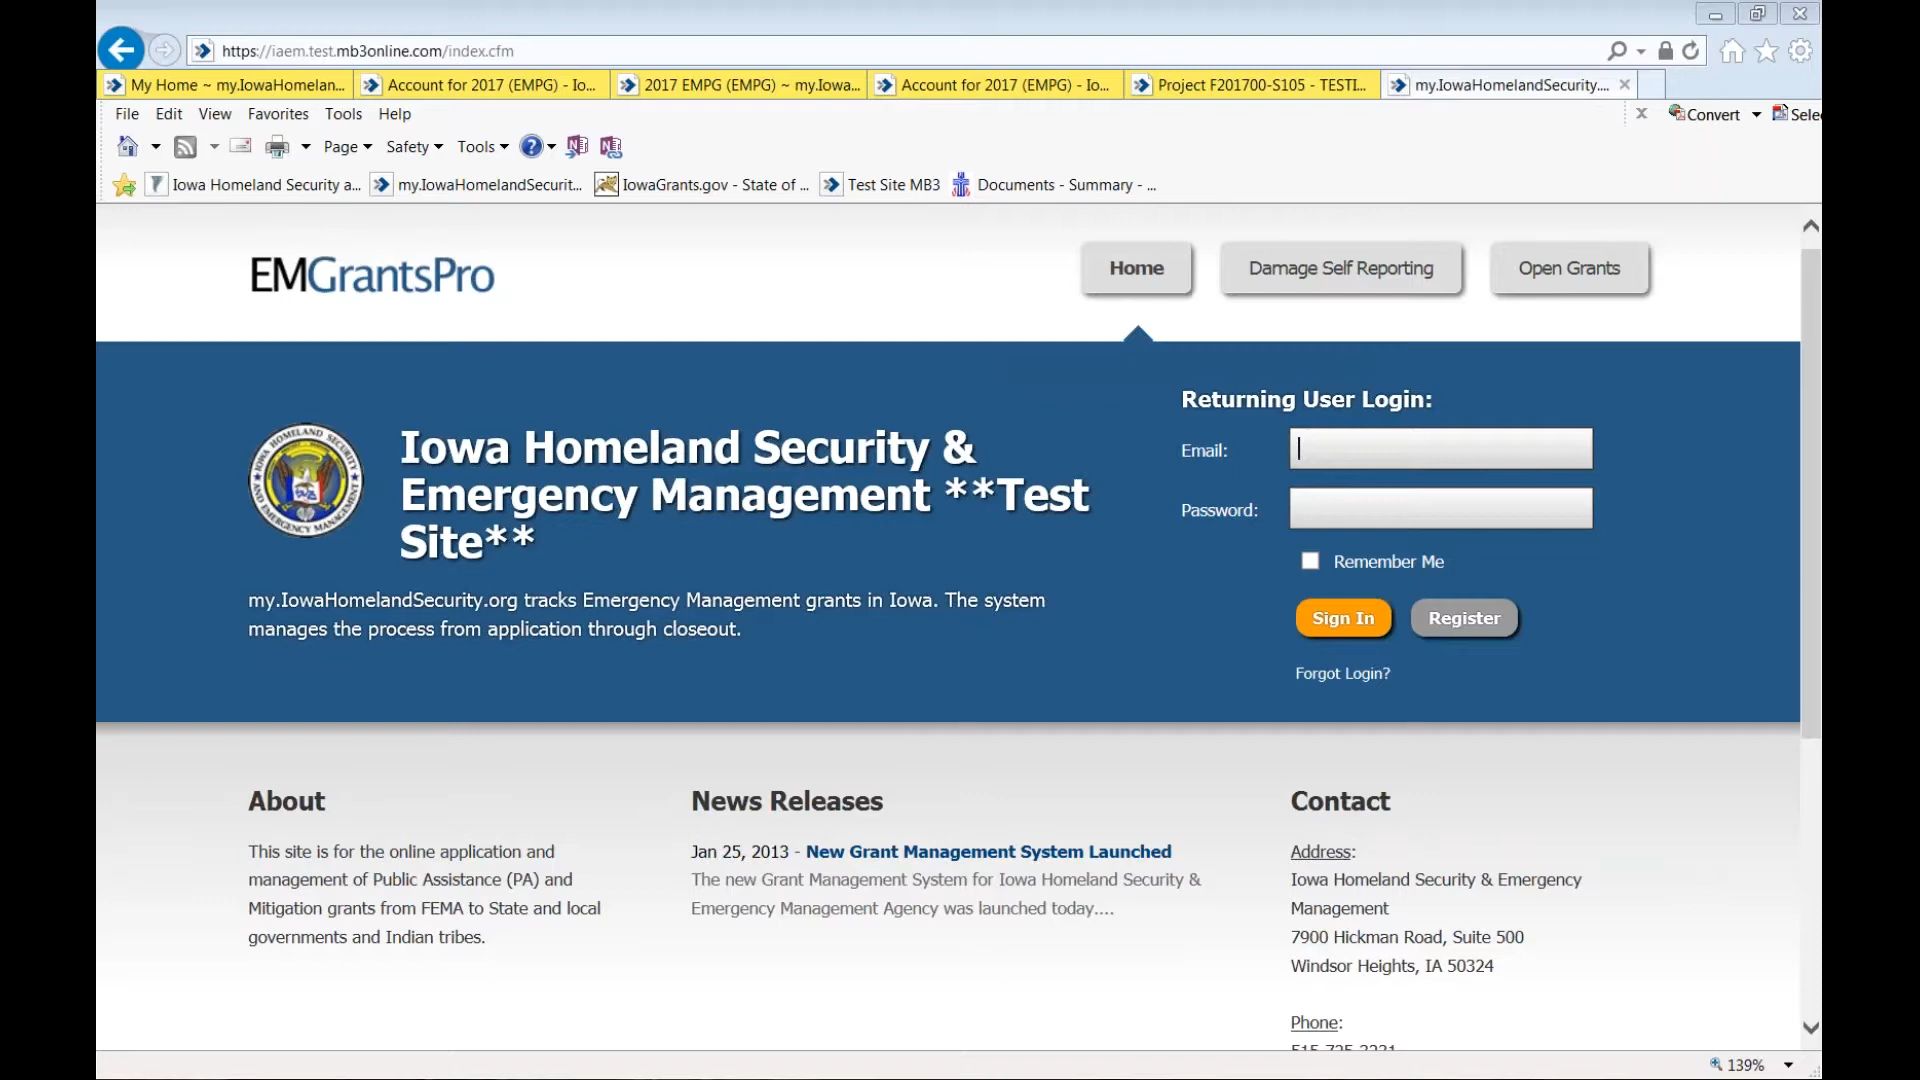 https://iaem.test.mb3online.com/index.cfm
My Home ~ my.IowaHomelan...
Account for 2017 (EMPG) - Io...
2017 EMPG (EMPG) ~ my.Iowa...
Account for 2017 (EMPG) - Io...
Project F201700-S105 - TESTI...
my.IowaHomelandSecurity....
File Edit View Favorites Tools Help
Convert
Page Safety Tools
Iowa Homeland Security a...
my.IowaHomelandSecurit...
IowaGrants.gov - State of ...
Test Site MB3
Documents - Summary - ...
EMGrantsPro
Home
Damage Self Reporting
Open Grants
Iowa Homeland Security &
Emergency Management **Test
Site**
my.IowaHomelandSecurity.org tracks Emergency Management grants in Iowa. The system
manages the process from application through closeout.
Returning User Login:
Email:
Password:
Remember Me
Sign In
Register
Forgot Login?
About
This site is for the online application and
management of Public Assistance (PA) and
Mitigation grants from FEMA to State and local
governments and Indian tribes.
News Releases
Jan 25, 2013 - New Grant Management System Launched
The new Grant Management System for Iowa Homeland Security &
Emergency Management Agency was launched today....
Contact
Address:
Iowa Homeland Security & Emergency
Management
7900 Hickman Road, Suite 500
Windsor Heights, IA 50324
Phone:
139%